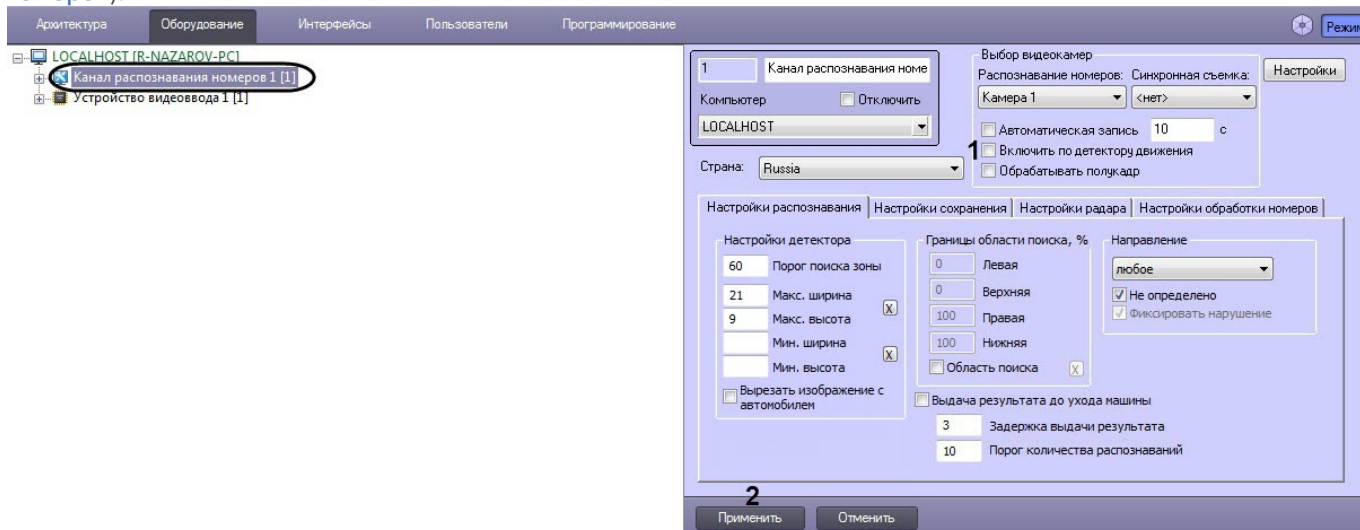 Архитектура Оборудование Интерфейсы Пользователи Программирование
LOCALHOST [R-NAZAROV-PC]
Канал распознавания номеров 1 [1]
Устройство видеоввода 1 [1]
1 Канал распознавания номе
Компьютер Отключить
LOCALHOST
Страна: Russia
Выбор видеокамер
Распознавание номеров: Синхронная съемка:
Камера 1 <нет>
Настройки
Автоматическая запись 10 с
1 Включить по детектору движения
Обрабатывать полукадр
Настройки распознавания Настройки сохранения Настройки радара Настройки обработки номеров
Настройки детектора
60 Порог поиска зоны
21 Макс. ширина
9 Макс. высота
X
Мин. ширина
Мин. высота
X
Вырезать изображение с
автомобилем
Границы области поиска, %
0 Левая
0 Верхняя
100 Правая
100 Нижняя
Область поиска X
Направление
любое
Не определено
Фиксировать нарушение
Выдача результата до ухода машины
3 Задержка выдачи результата
10 Порог количества распознаваний
2
Применить Отменить